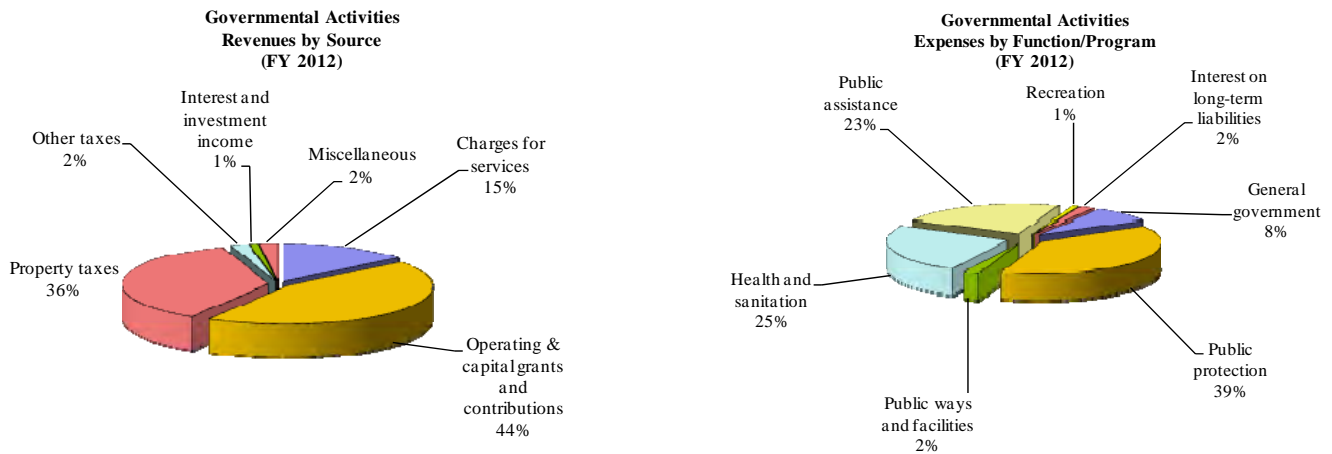 Governmental Activities
Revenues by Source
(FY 2012)
Interest and
investment
income
1%
Other taxes
2%
Miscellaneous
2%
Charges for
services
15%
Property taxes
36%
Operating &
capital grants
and
contributions
44%
Governmental Activities
Expenses by Function/Program
(FY 2012)
Public
assistance
23%
Recreation
1%
Interest on
long-term
liabilities
2%
General
government
8%
Health and
sanitation
25%
Public
protection
39%
Public ways
and facilities
2%